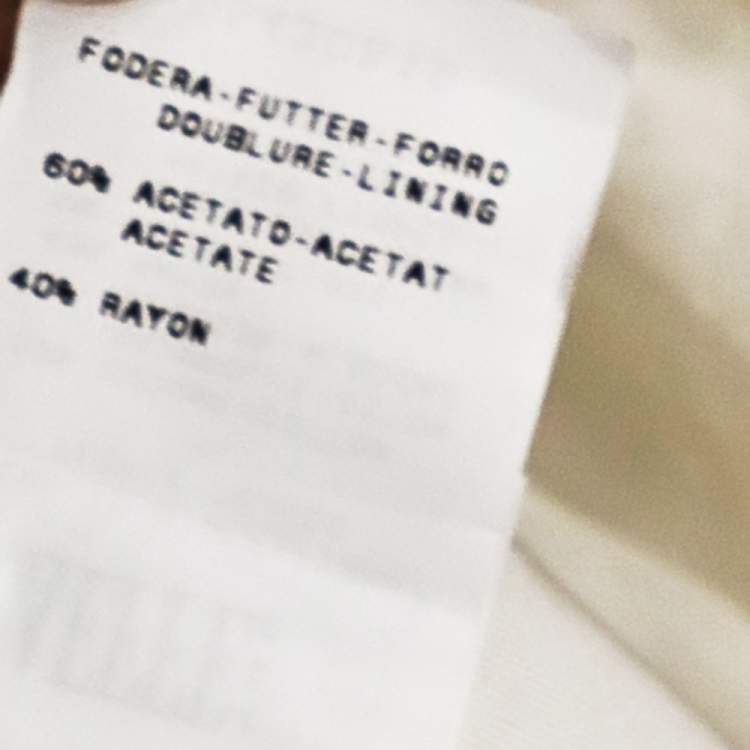 FODERA-FUTTER-FORRO
DOUBLURE-LINING
60% ACETATO-ACETAT
ACETATE
40% RAYON